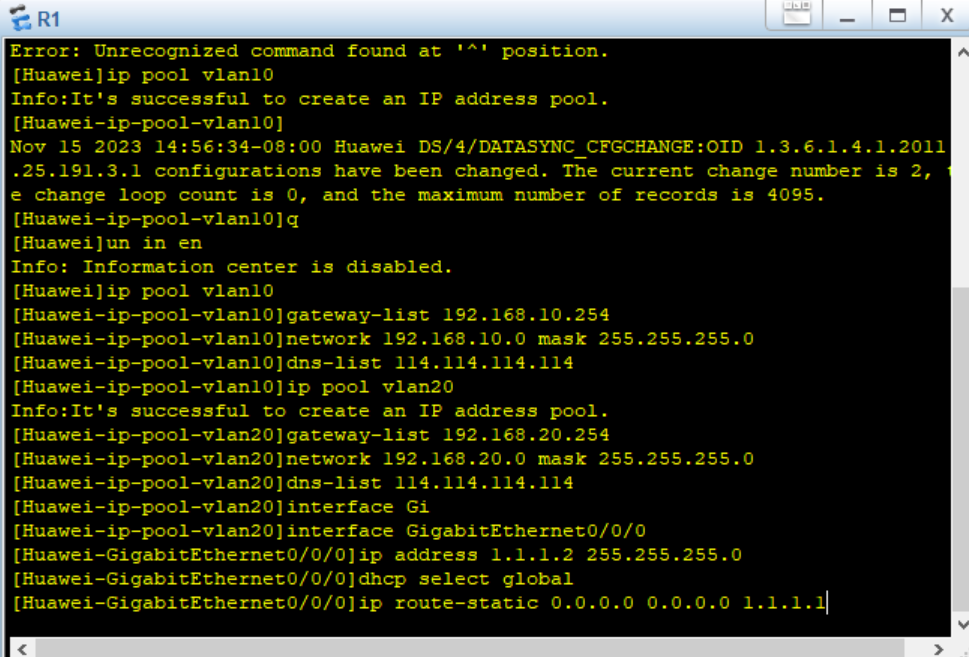 R1
Error: Unrecognized command found at '^' position.
[Huawei]ip pool vlan10
Info:It's successful to create an IP address pool.
[Huawei-ip-pool-vlan10]
Nov 15 2023 14:56:34-08:00 Huawei DS/4/DATASYNC_CFGCHANGE:OID 1.3.6.1.4.1.2011
.25.191.3.1 configurations have been changed. The current change number is 2, t
e change loop count is 0, and the maximum number of records is 4095.
[Huawei-ip-pool-vlan10]q
[Huawei]un in en
Info: Information center is disabled.
[Huawei]ip pool vlan10
[Huawei-ip-pool-vlan10]gateway-list 192.168.10.254
[Huawei-ip-pool-vlan10]network 192.168.10.0 mask 255.255.255.0
[Huawei-ip-pool-vlan10]dns-list 114.114.114.114
[Huawei-ip-pool-vlan10]ip pool vlan20
Info:It's successful to create an IP address pool.
[Huawei-ip-pool-vlan20]gateway-list 192.168.20.254
[Huawei-ip-pool-vlan20]network 192.168.20.0 mask 255.255.255.0
[Huawei-ip-pool-vlan20]dns-list 114.114.114.114
[Huawei-ip-pool-vlan20]interface Gi
[Huawei-ip-pool-vlan20]interface GigabitEthernet0/0/0
[Huawei-GigabitEthernet0/0/0]ip address 1.1.1.2 255.255.255.0
[Huawei-GigabitEthernet0/0/0]dhcp select global
[Huawei-GigabitEthernet0/0/0]ip route-static 0.0.0.0 0.0.0.0 1.1.1.1